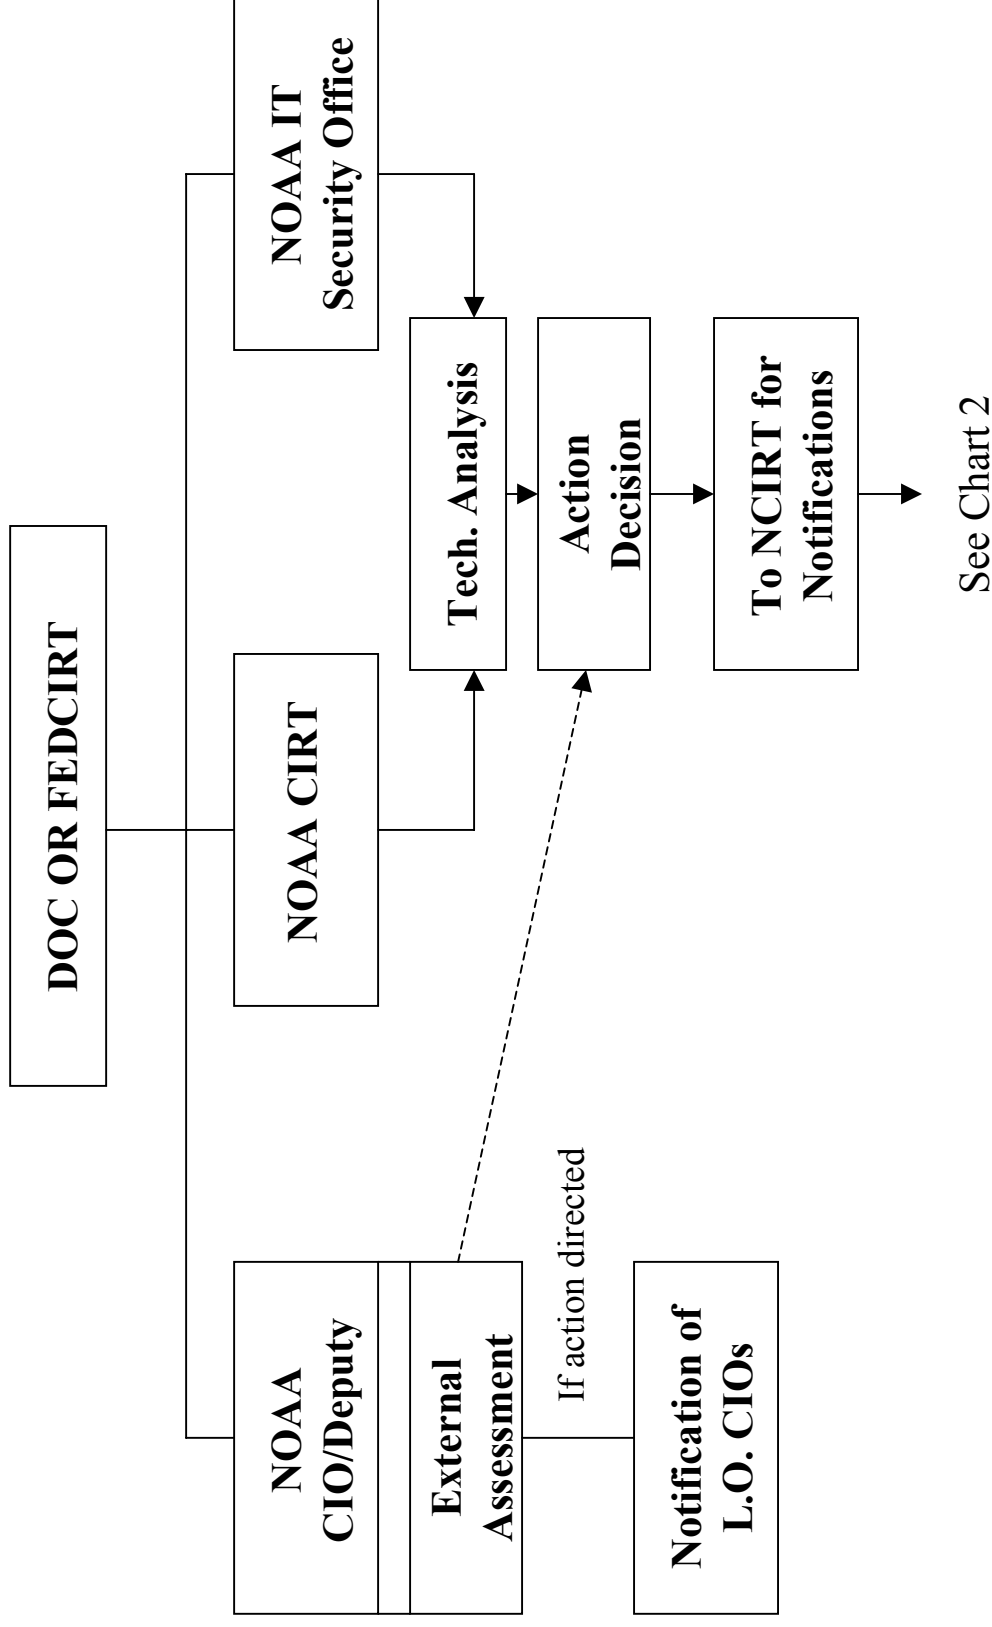 DOC OR FEDCIRT
NOAA
CIO/Deputy
NOAA CIRT
NOAA IT
Security Office
External
Assessment
Tech. Analysis
If action directed
Action
Decision
Notification of
L.O. CIOs
To NCIRT for
Notifications
See Chart 2